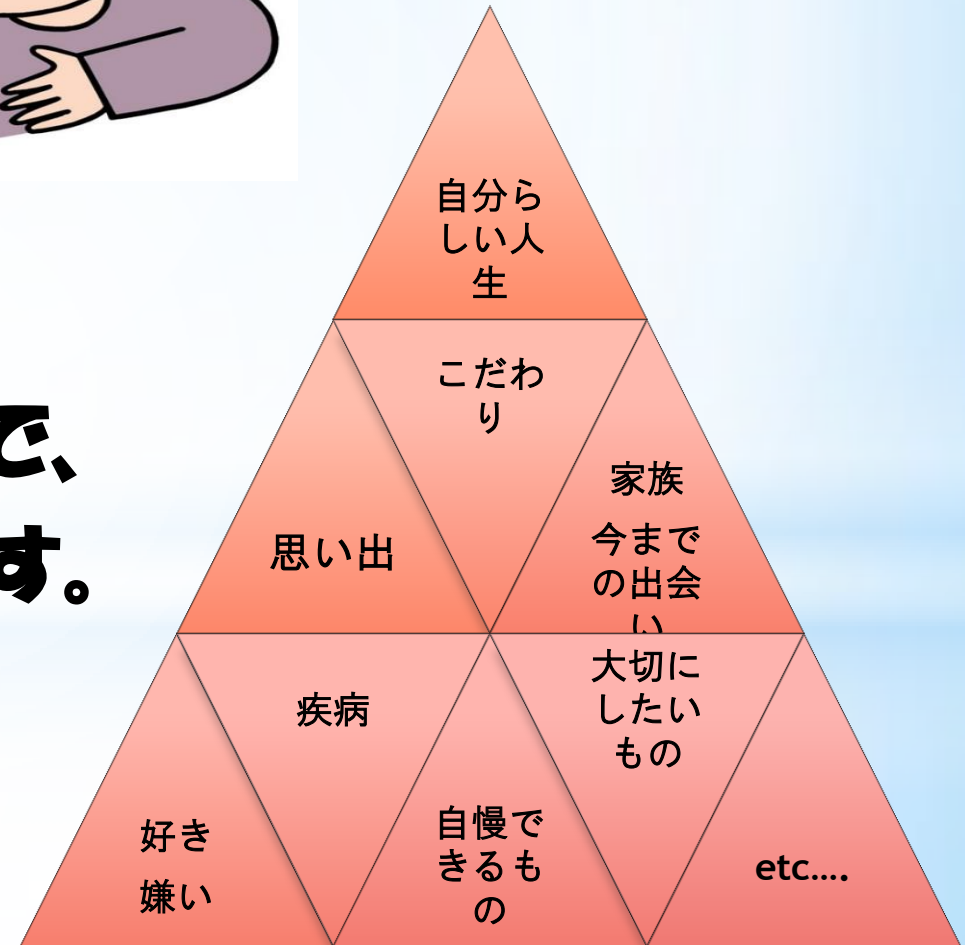 自分ら
しい人
生
こだわ
り
で、
す。
思い出
家族
今まで
の出会
い
疾病
大切に
したい
もの
好き
嫌い
自慢で
きるも
の
etc....